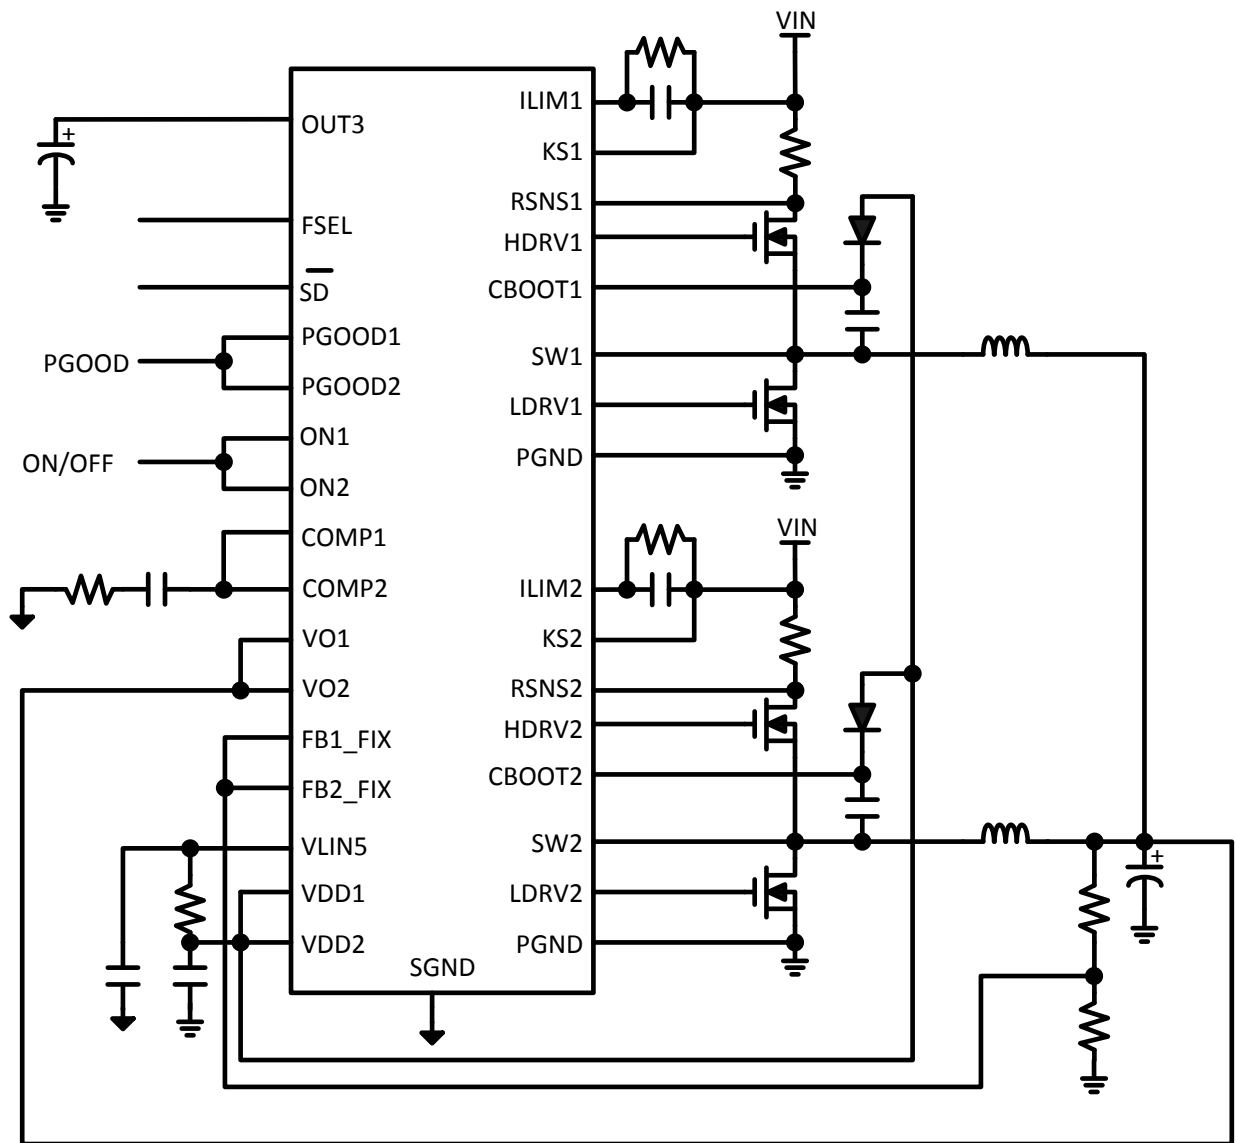 VIN
ILIM1
OUT3
+
KS1
RSNS1
FSEL
HDRV1
SD
CBOOT1
PGOOD1
PGOOD
SW1
PGOOD2
LDRV1
ON1
ON/OFF
PGND
ON2
VIN
COMP1
COMP2
ILIM2
VO1
KS2
VO2
RSNS2
HDRV2
FB1_FIX
FB2_FIX
CBOOT2
VLIN5
SW2
+
VDD1
LDRV2
VDD2
PGND
SGND